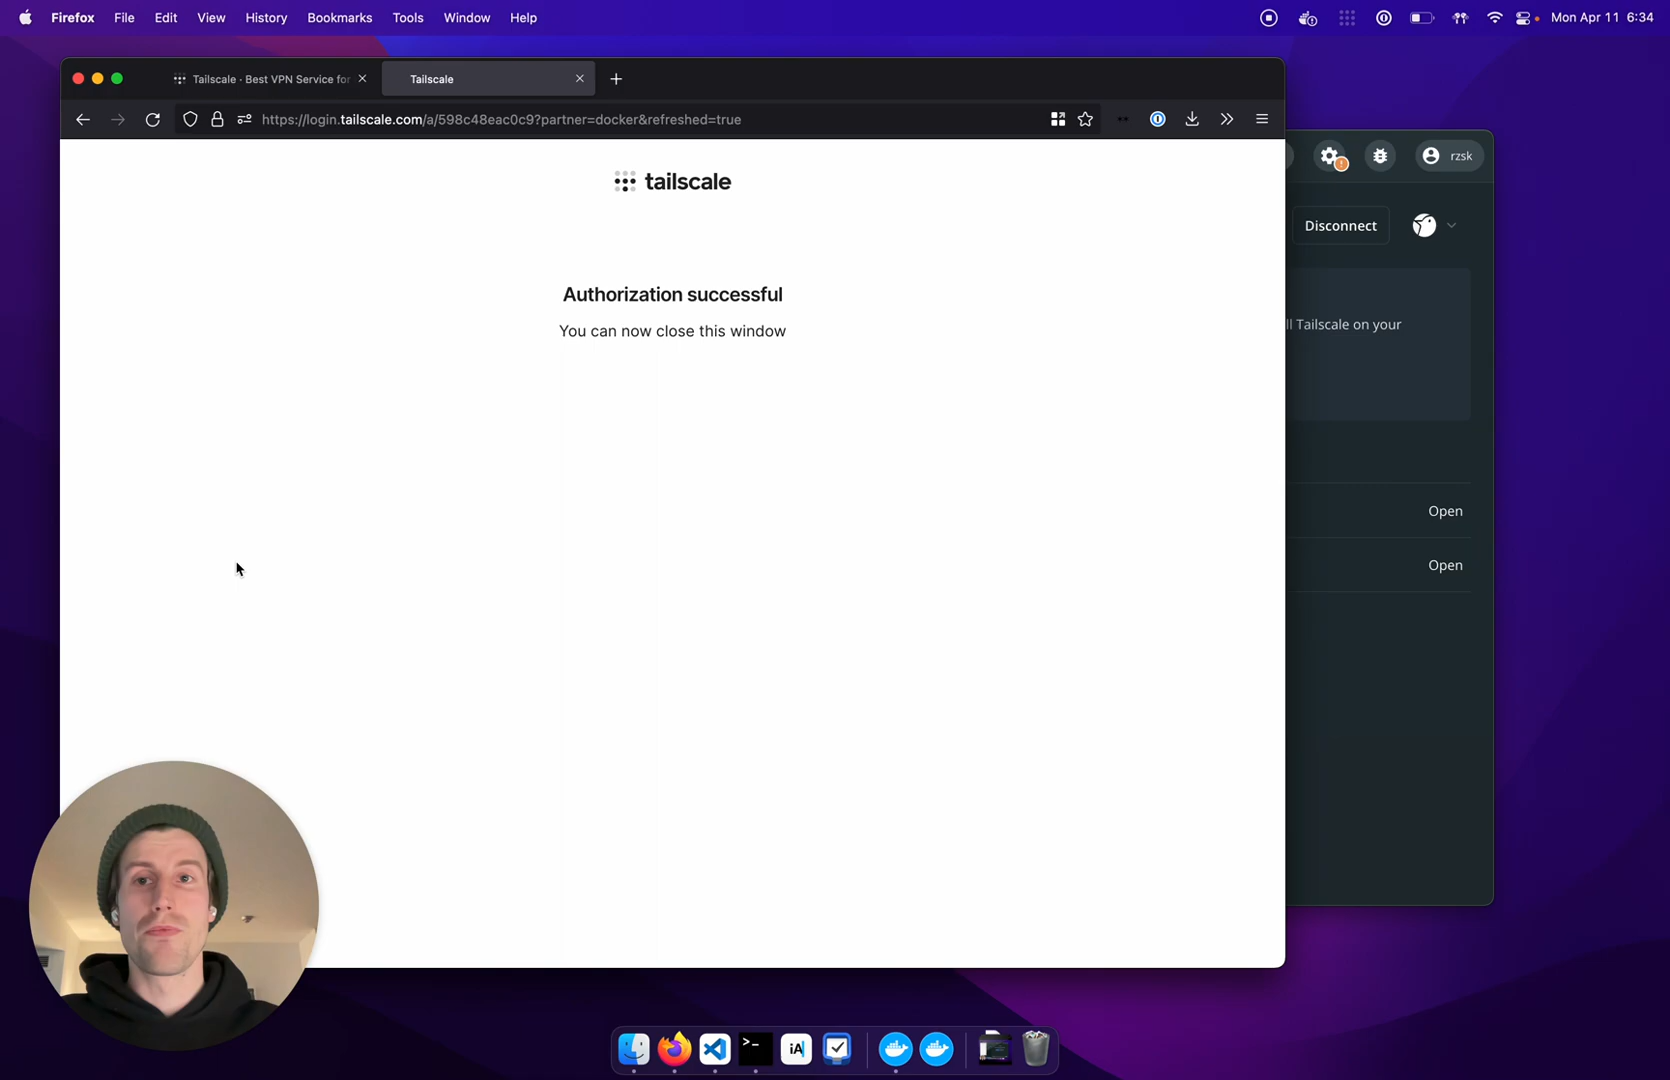 Firefox File Edit View History Bookmarks Tools Window Help
Mon Apr 11 6:34
Tailscale · Best VPN Service for
Tailscale
https://login.tailscale.com/a/598c48eac0c9?partner=docker&refreshed=true
tailscale
Authorization successful
You can now close this window
rzsk
Disconnect
ll Tailscale on your
Open
Open
>_
iA